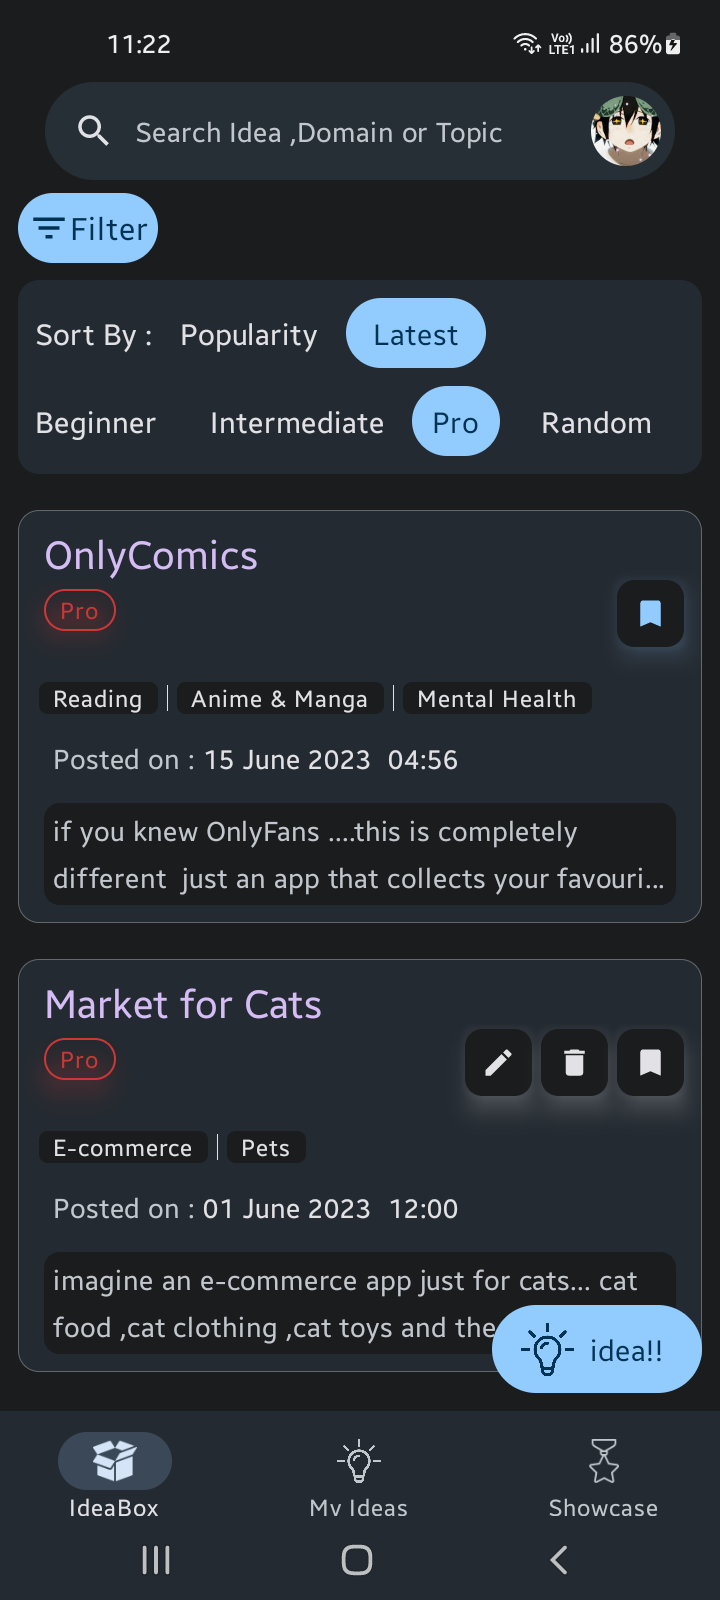 11:22
Vo)) LTE1 86%
Search Idea ,Domain or Topic
Filter
Sort By : Popularity Latest
Beginner Intermediate Pro Random
OnlyComics
Pro
Reading Anime & Manga Mental Health
Posted on : 15 June 2023 04:56
if you knew OnlyFans ....this is completely
different just an app that collects your favouri...
Market for Cats
Pro
E-commerce Pets
Posted on : 01 June 2023 12:00
imagine an e-commerce app just for cats... cat
food ,cat clothing ,cat toys and the
idea!!
IdeaBox My Ideas Showcase